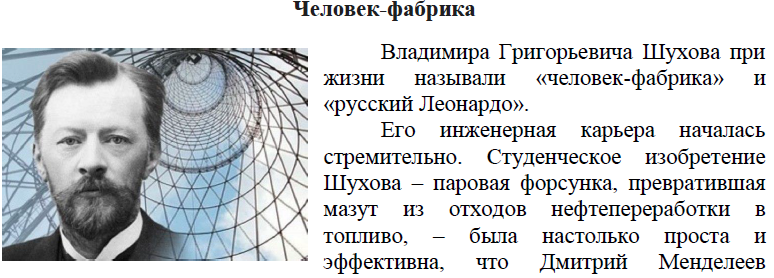 Человек-фабрика
Владимира Григорьевича Шухова при
жизни называли «человек-фабрика» и
«русский Леонардо».
Его инженерная карьера началась
стремительно. Студенческое изобретение
Шухова – паровая форсунка, превратившая
мазут из отходов нефтепереработки в
топливо, – была настолько проста и
эффективна, что Дмитрий Менделеев